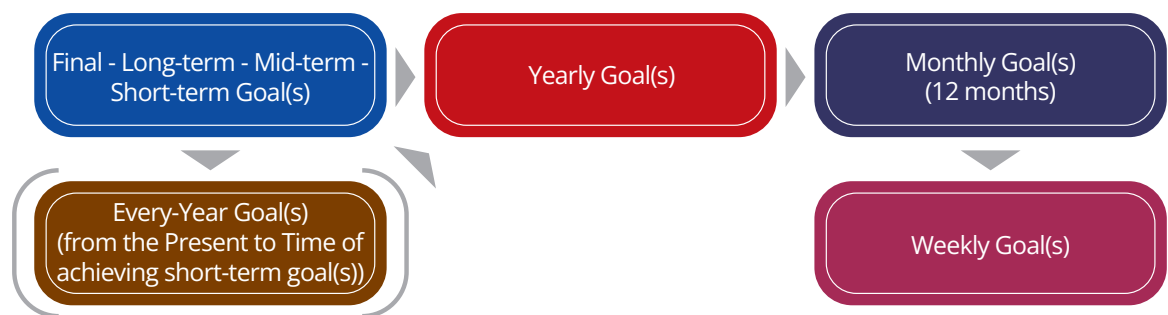 Final - Long-term - Mid-term -
Short-term Goal(s)
Yearly Goal(s)
Monthly Goal(s)
(12 months)
Every-Year Goal(s)
(from the Present to Time of
achieving short-term goal(s))
Weekly Goal(s)